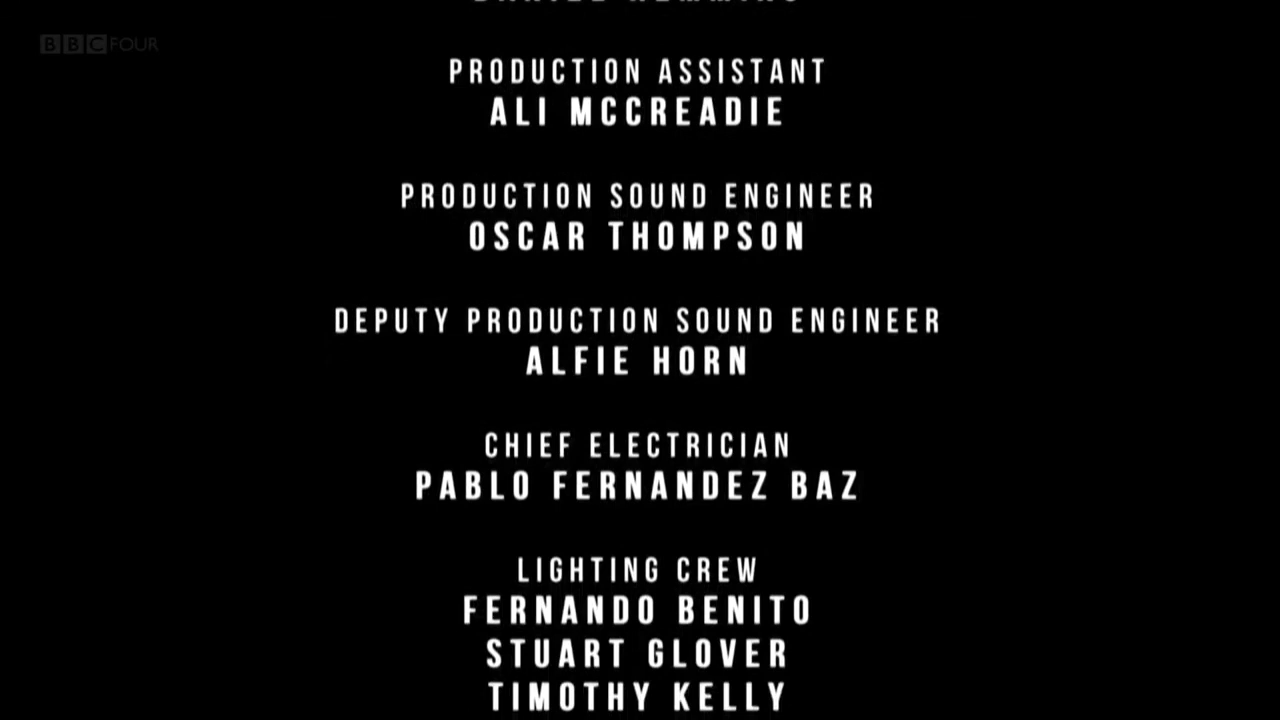 BBC FOUR
PRODUCTION ASSISTANT
ALI MCCREADIE
PRODUCTION SOUND ENGINEER
OSCAR THOMPSON
DEPUTY PRODUCTION SOUND ENGINEER
ALFIE HORN
CHIEF ELECTRICIAN
PABLO FERNANDEZ BAZ
LIGHTING CREW
FERNANDO BENITO
STUART GLOVER
TIMOTHY KELLY